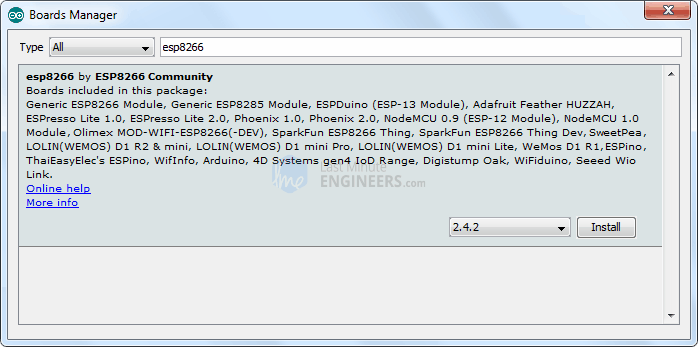 Boards Manager
Type All esp8266
esp8266 by ESP8266 Community
Boards included in this package:
Generic ESP8266 Module, Generic ESP8285 Module, ESPDuino (ESP-13 Module), Adafruit Feather HUZZAH,
ESPresso Lite 1.0, ESPresso Lite 2.0, Phoenix 1.0, Phoenix 2.0, NodeMCU 0.9 (ESP-12 Module), NodeMCU 1.0
Module, Olimex MOD-WIFI-ESP8266(-DEV), SparkFun ESP8266 Thing, SparkFun ESP8266 Thing Dev, SweetPea,
LOLIN(WEMOS) D1 R2 & mini, LOLIN(WEMOS) D1 mini Pro, LOLIN(WEMOS) D1 mini Lite, WeMos D1 R1, ESPino,
ThaiEasyElec's ESPino, WifInfo, Arduino, 4D Systems gen4 IoD Range, Digistump Oak, WiFiduino, Seeed Wio
Link.
Online help
More info
me Last Minute
ENGINEERS.com
2.4.2 Install